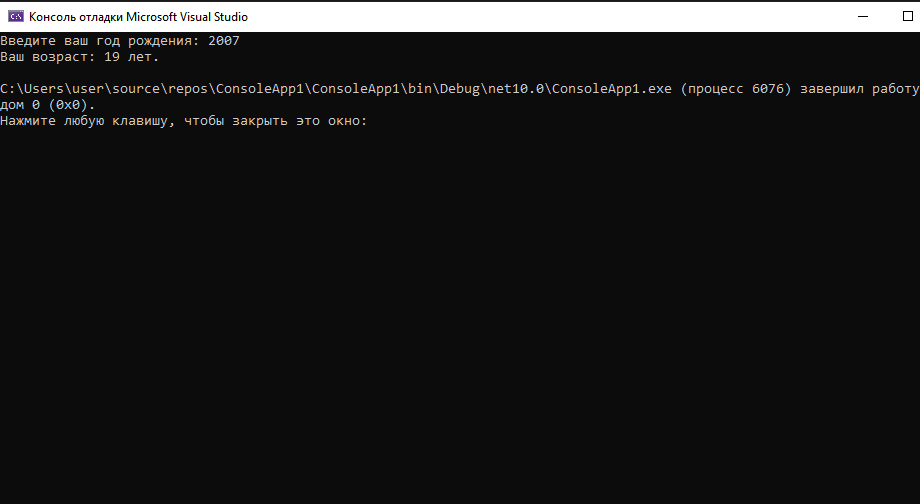 Консоль отладки Microsoft Visual Studio
Введите ваш год рождения: 2007
Ваш возраст: 19 лет.
C:\Users\user\source\repos\ConsoleApp1\ConsoleApp1\bin\Debug\net10.0\ConsoleApp1.exe (процесс 6076) завершил работу
дом 0 (0x0).
Нажмите любую клавишу, чтобы закрыть это окно: